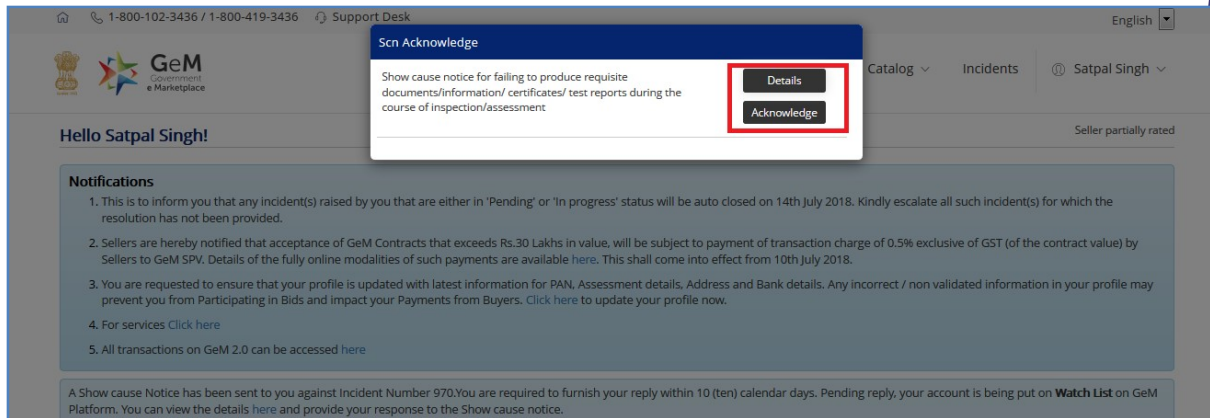 1-800-102-3436 / 1-800-419-3436 Support Desk English
Scn Acknowledge
GeM
Government
e Marketplace
Catalog Incidents Satpal Singh
Show cause notice for failing to produce requisite
documents/information/ certificates/ test reports during the
course of inspection/assessment
Details
Acknowledge
Hello Satpal Singh!
Seller partially rated
Notifications
1. This is to inform you that any incident(s) raised by you that are either in 'Pending' or 'In progress' status will be auto closed on 14th July 2018. Kindly escalate all such incident(s) for which the
resolution has not been provided.
2. Sellers are hereby notified that acceptance of GeM Contracts that exceeds Rs.30 Lakhs in value, will be subject to payment of transaction charge of 0.5% exclusive of GST (of the contract value) by
Sellers to GeM SPV. Details of the fully online modalities of such payments are available here. This shall come into effect from 10th July 2018.
3. You are requested to ensure that your profile is updated with latest information for PAN, Assessment details, Address and Bank details. Any incorrect / non validated information in your profile may
prevent you from Participating in Bids and impact your Payments from Buyers. Click here to update your profile now.
4. For services Click here
5. All transactions on GeM 2.0 can be accessed here
A Show cause Notice has been sent to you against Incident Number 970.You are required to furnish your reply within 10 (ten) calendar days. Pending reply, your account is being put on Watch List on GeM
Platform. You can view the details here and provide your response to the Show cause notice.